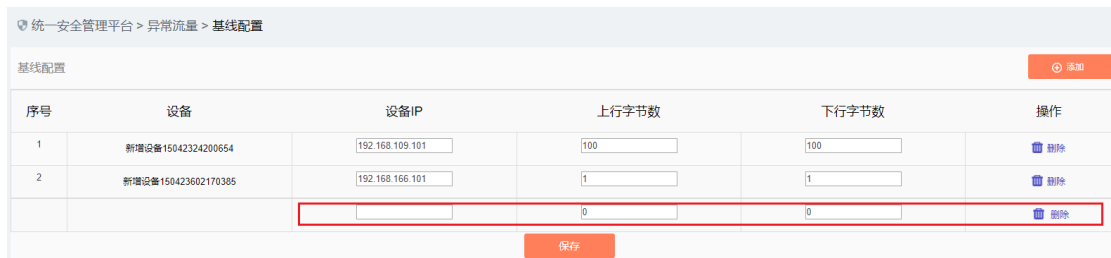 统一安全管理平台 > 异常流量 > 基线配置
基线配置 添加
序号 设备 设备IP 上行字节数 下行字节数 操作
1 新增设备15042324200654 192.168.109.101 100 100 删除
2 新增设备150423602170385 192.168.166.101 1 1 删除
0 0 删除
保存